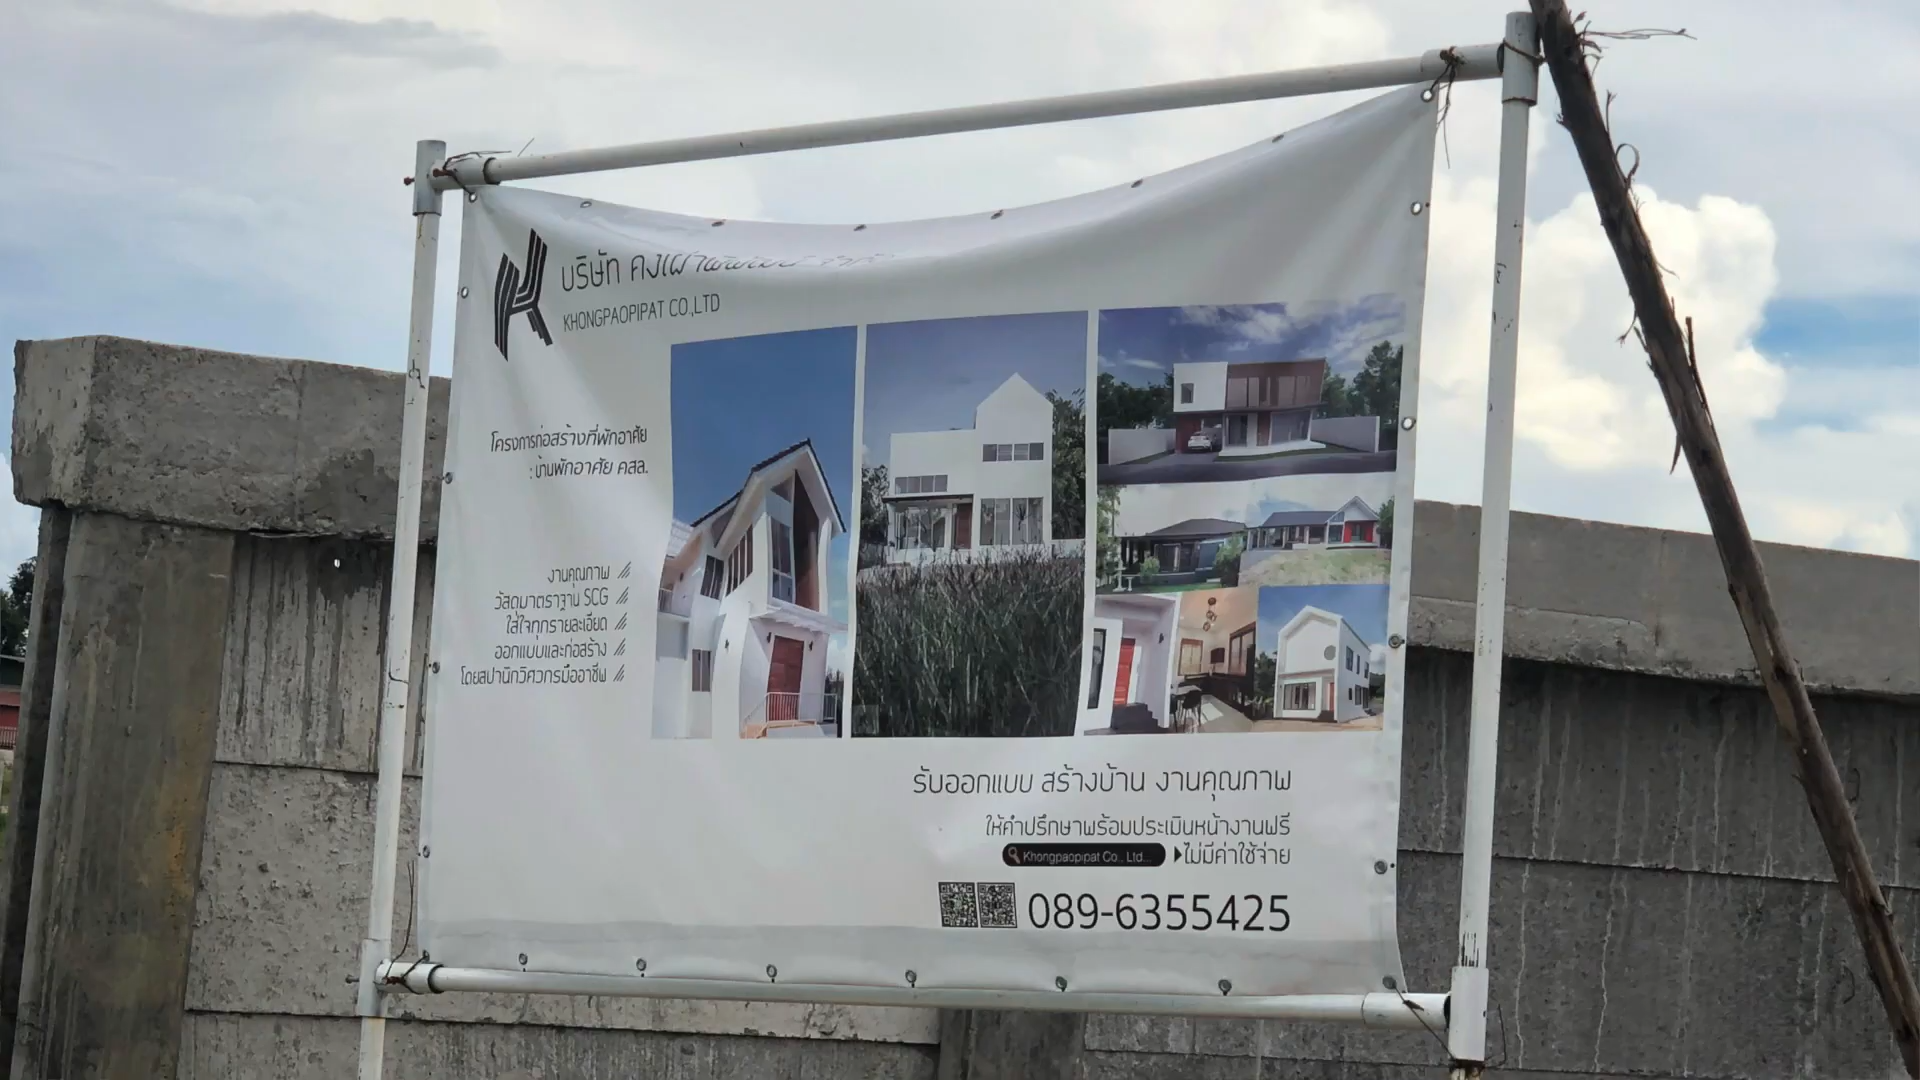 บริษัท
KHONGPAOPIPAT CO.,LTD
โครงการก่อสร้างที่พักอาศัย
: บ้านพักอาศัย คสล.
งานคุณภาพ
วัสดุมาตราฐาน SCG
ใส่ใจทุกรายละเอียด
ออกแบบและก่อสร้าง
โดยสปานิกวิศวกรมืออาชีพ
รับออกแบบ สร้างบ้าน งานคุณภาพ
ให้คำปรึกษาพร้อมประเมินหน้างานฟรี
Khongpaopipat Co., Ltd... ไม่มีค่าใช้จ่าย
089-6355425